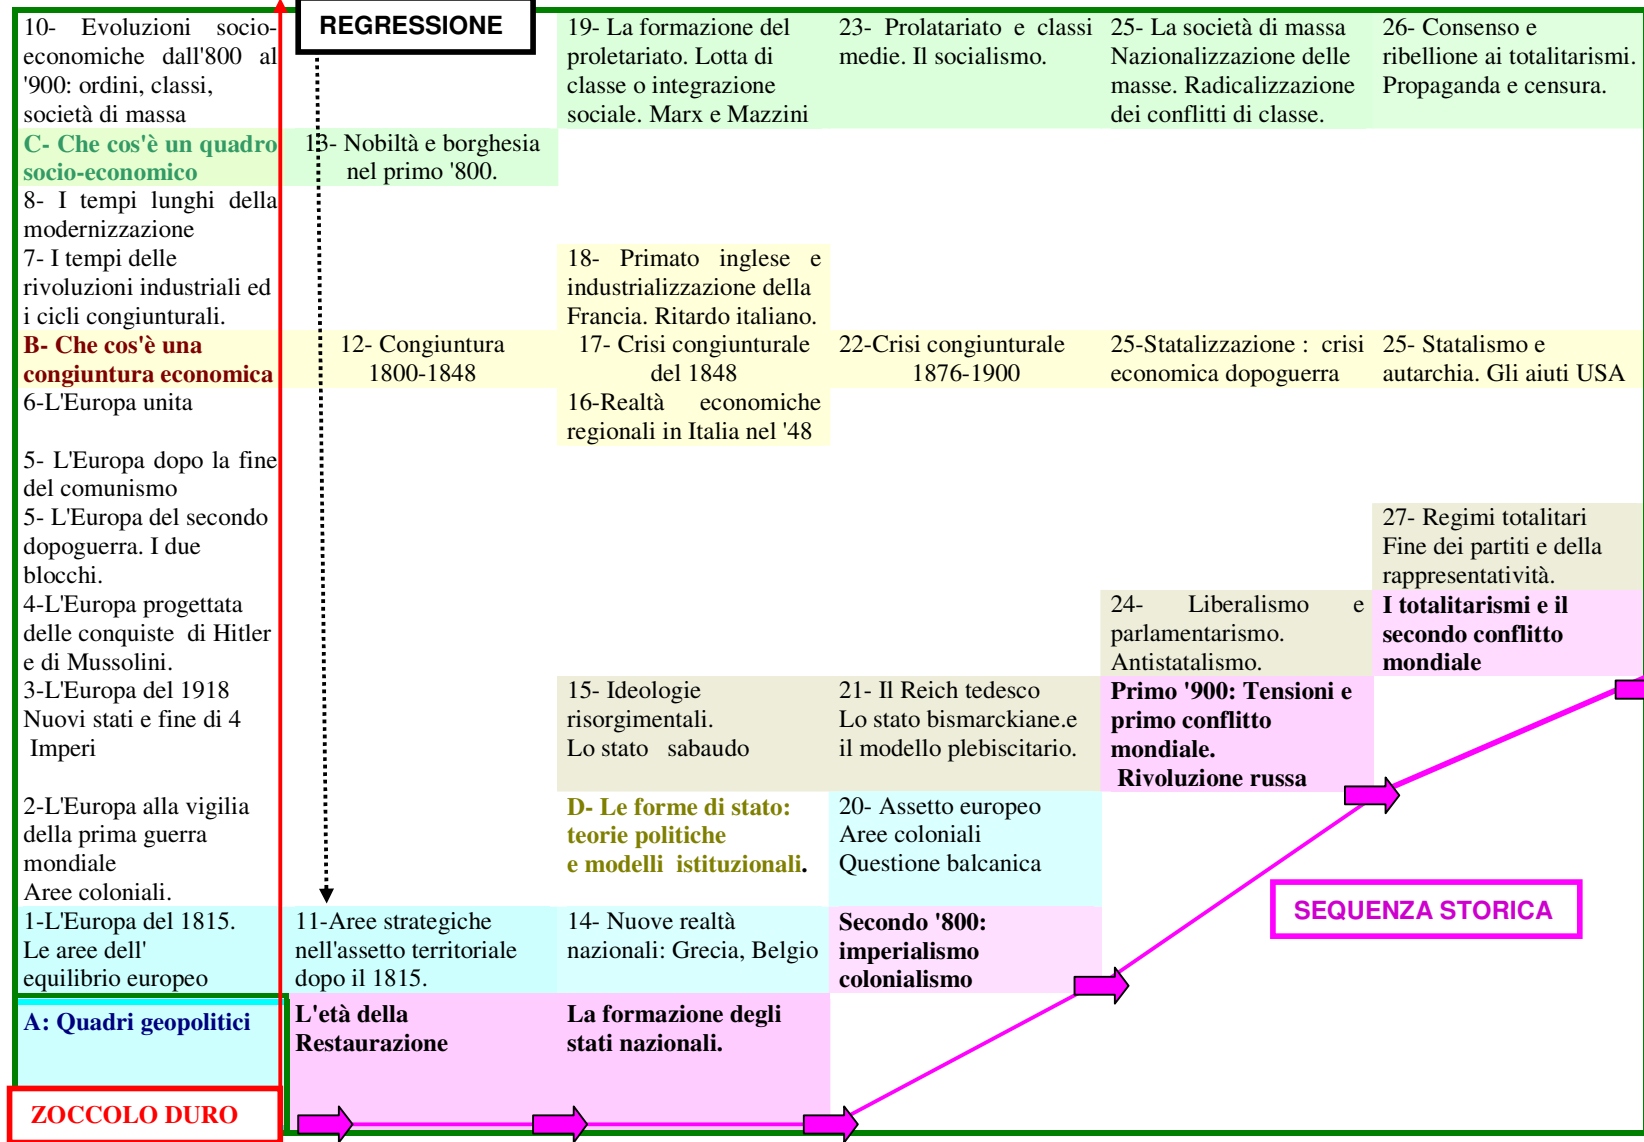 REGRESSIONE
10- Evoluzioni socio-
economiche dall'800 al
'900: ordini, classi,
società di massa
19- La formazione del
proletariato. Lotta di
classe o integrazione
sociale. Marx e Mazzini
23- Prolatariato e classi
medie. Il socialismo.
25- La società di massa
Nazionalizzazione delle
masse. Radicalizzazione
dei conflitti di classe.
26- Consenso e
ribellione ai totalitarismi.
Propaganda e censura.
C- Che cos'è un quadro
socio-economico
13- Nobiltà e borghesia
nel primo '800.
8- I tempi lunghi della
modernizzazione
7- I tempi delle
rivoluzioni industriali ed
i cicli congiunturali.
18- Primato inglese e
industrializzazione della
Francia. Ritardo italiano.
B- Che cos'è una
congiuntura economica
12- Congiuntura
1800-1848
17- Crisi congiunturale
del 1848
22-Crisi congiunturale
1876-1900
25-Statalizzazione : crisi
economica dopoguerra
25- Statalismo e
autarchia. Gli aiuti USA
6-L'Europa unita
16-Realtà economiche
regionali in Italia nel '48
5- L'Europa dopo la fine
del comunismo
5- L'Europa del secondo
dopoguerra. I due
blocchi.
27- Regimi totalitari
Fine dei partiti e della
rappresentatività.
4-L'Europa progettata
delle conquiste di Hitler
e di Mussolini.
24- Liberalismo e
parlamentarismo.
Antistatalismo.
I totalitarismi e il
secondo conflitto
mondiale
3-L'Europa del 1918
Nuovi stati e fine di 4
Imperi
15- Ideologie
risorgimentali.
Lo stato sabaudo
21- Il Reich tedesco
Lo stato bismarckiane.e
il modello plebiscitario.
Primo '900: Tensioni e
primo conflitto
mondiale.
Rivoluzione russa
2-L'Europa alla vigilia
della prima guerra
mondiale
Aree coloniali.
D- Le forme di stato:
teorie politiche
e modelli istituzionali.
20- Assetto europeo
Aree coloniali
Questione balcanica
1-L'Europa del 1815.
Le aree dell'
equilibrio europeo
11-Aree strategiche
nell'assetto territoriale
dopo il 1815.
14- Nuove realtà
nazionali: Grecia, Belgio
Secondo '800:
imperialismo
colonialismo
SEQUENZA STORICA
A: Quadri geopolitici
L'età della
Restaurazione
La formazione degli
stati nazionali.
ZOCCOLO DURO